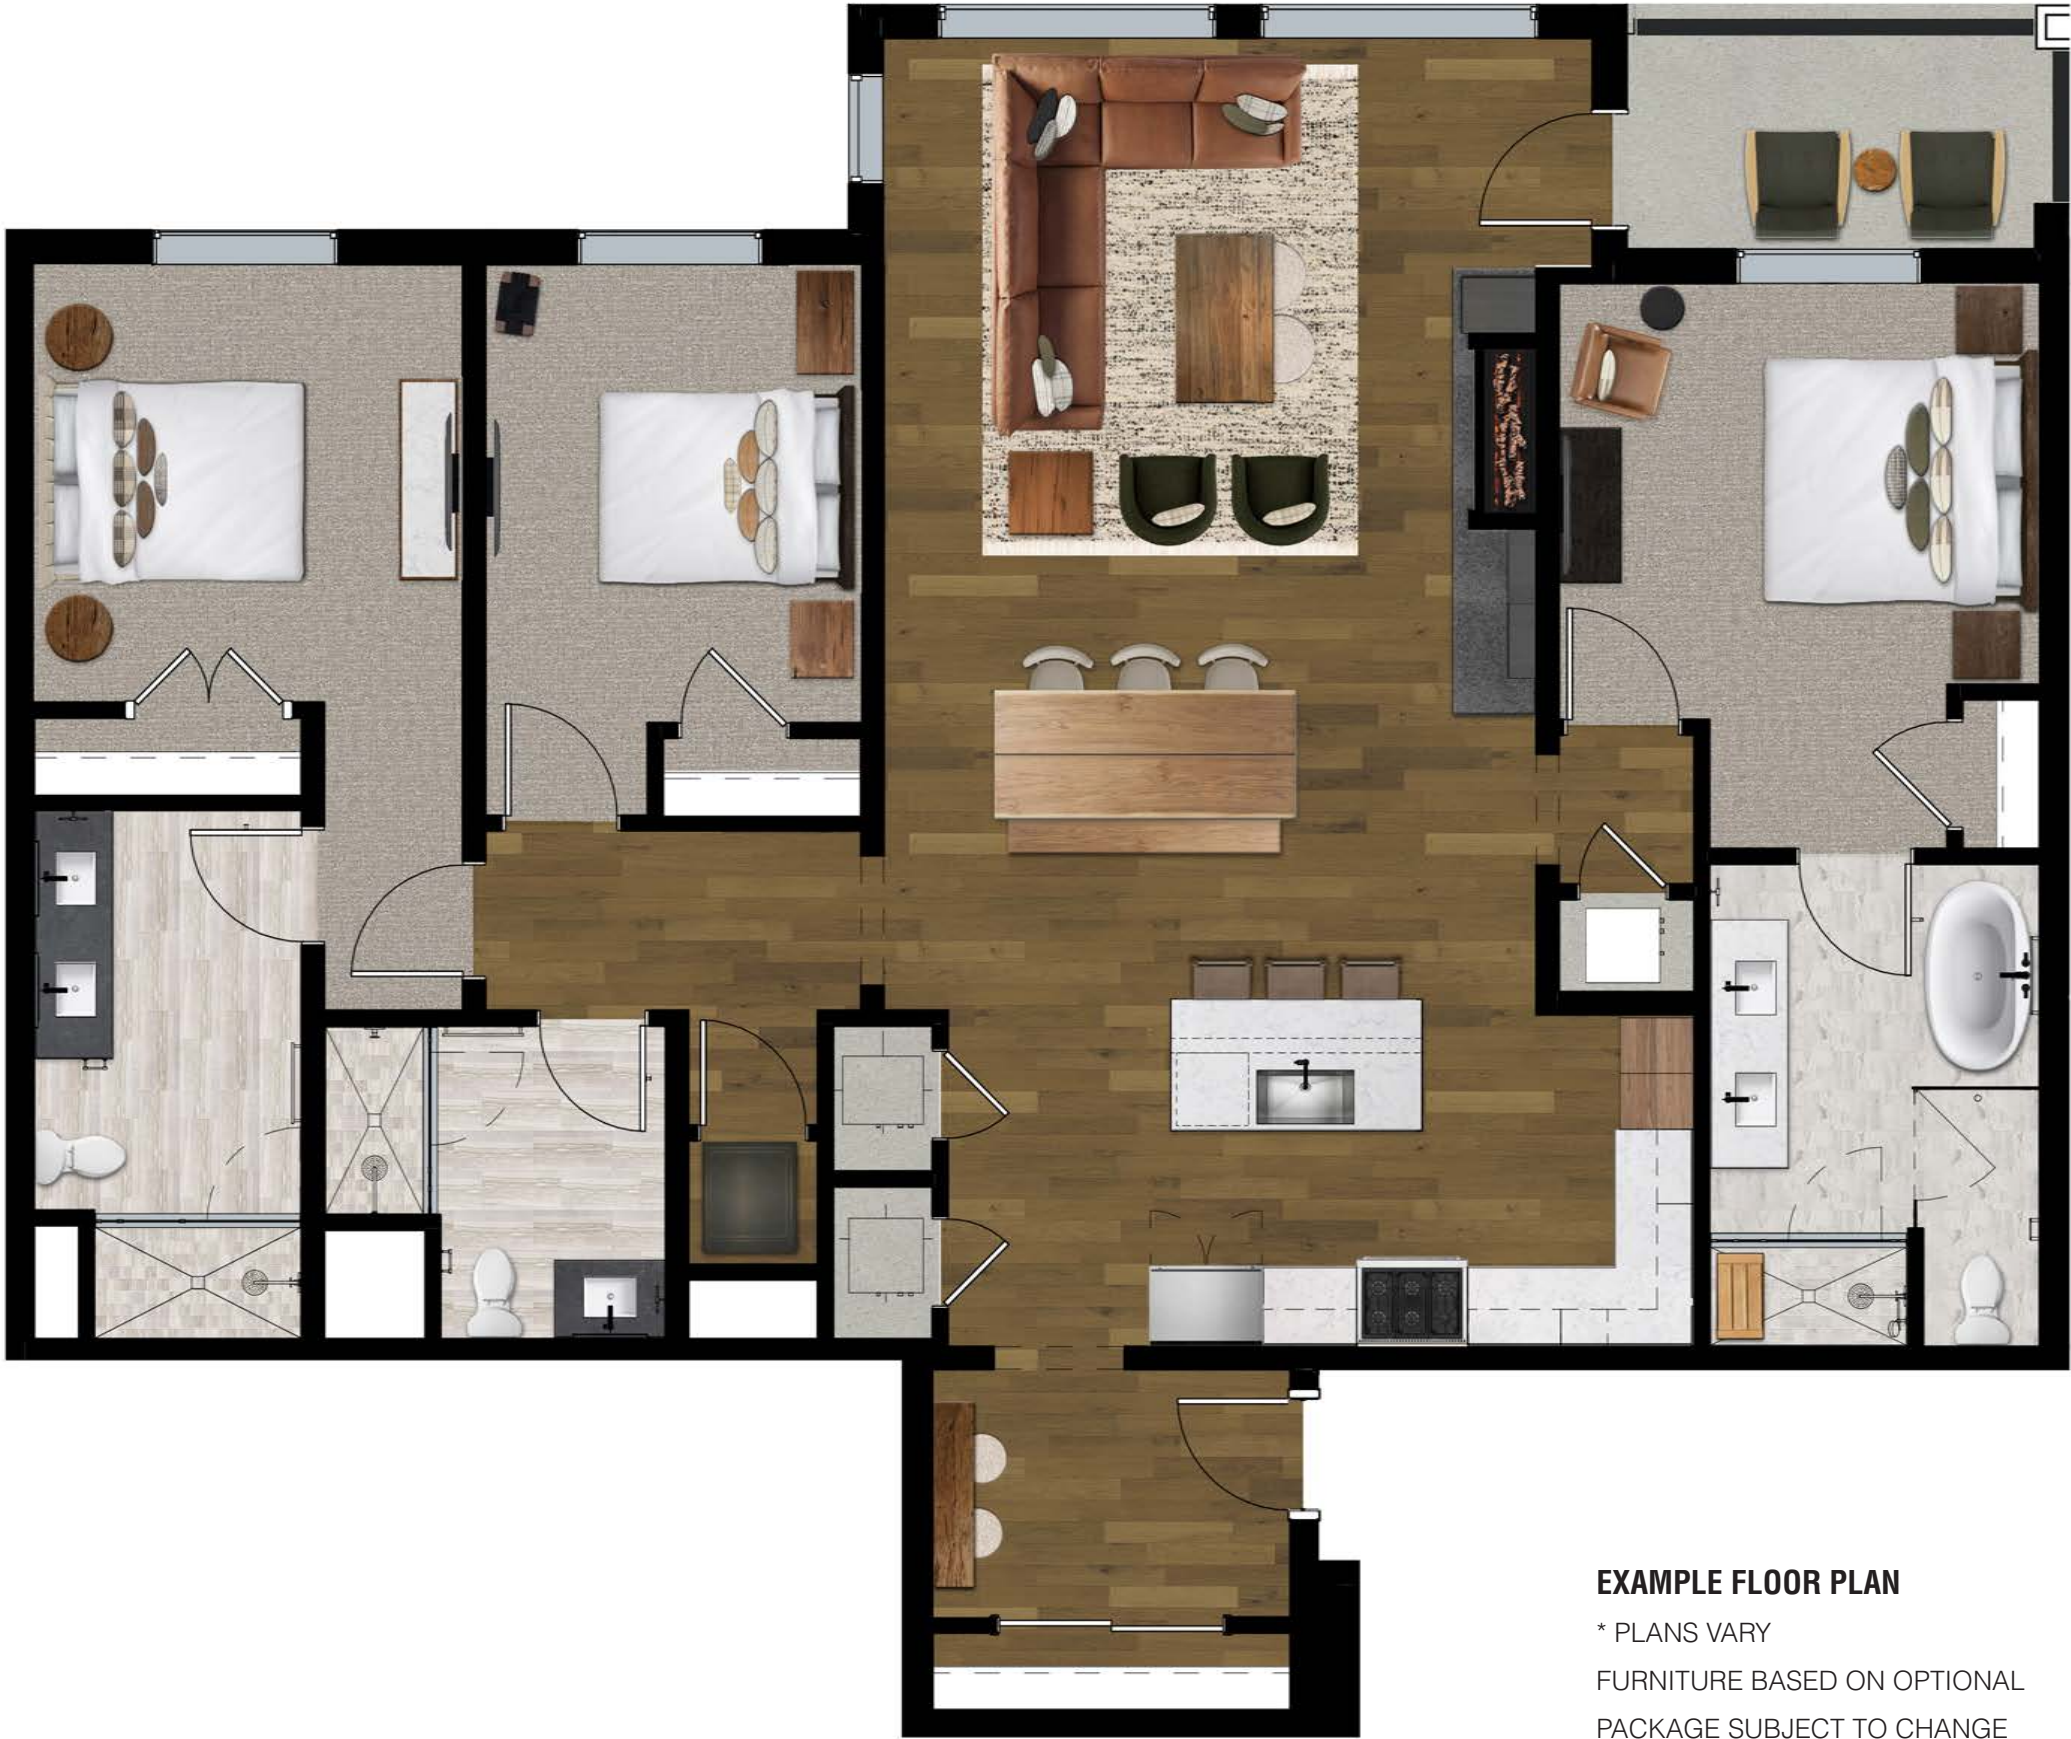 EXAMPLE FLOOR PLAN
* PLANS VARY
FURNITURE BASED ON OPTIONAL
PACKAGE SUBJECT TO CHANGE